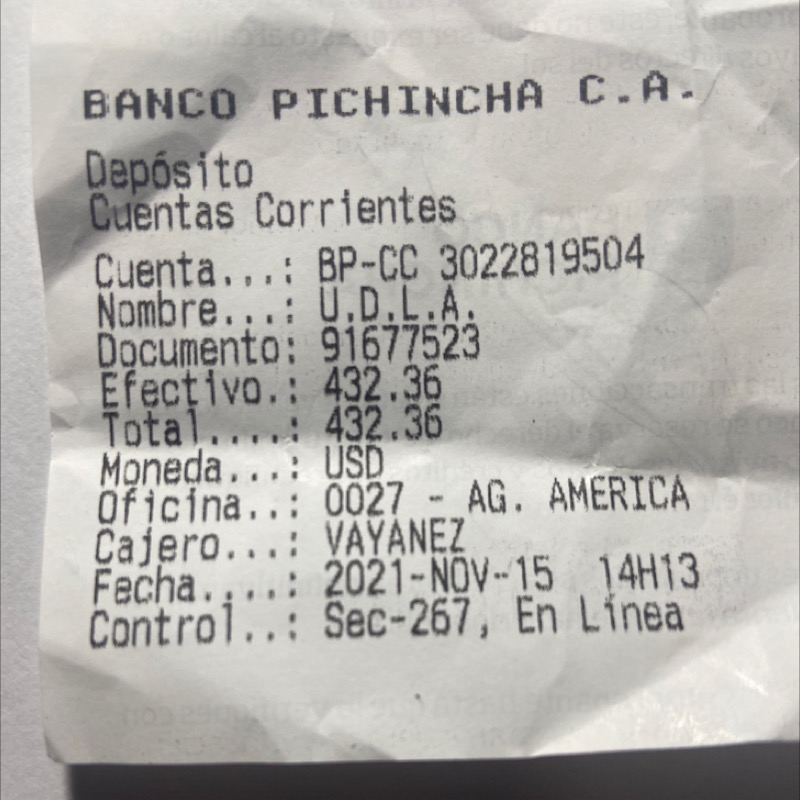 BANCO PICHINCHA C.A.
Depósito
Cuentas Corrientes
Cuenta...: BP-CC 3022819504
Nombre...: U.D.L.A.
Documento: 91677523
Efectivo.: 432.36
Total....: 432.36
Moneda...: USD
Oficina..: 0027 - AG. AMERICA
Cajero...: VAYANEZ
Fecha....: 2021-NOV-15 14H13
Control..: Sec-267, En Línea